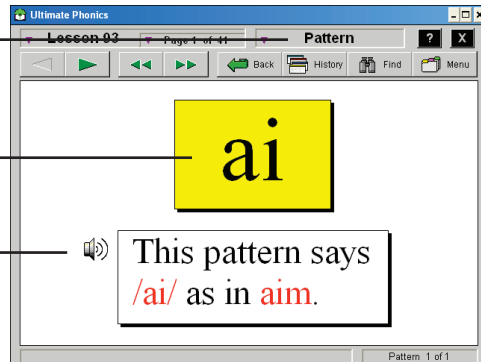 Ultimate Phonics
Lesson 93 Page 1 of 41 Pattern ? X
Back History Find Menu
ai
This pattern says
/ai/ as in aim.
Pattern 1 of 1